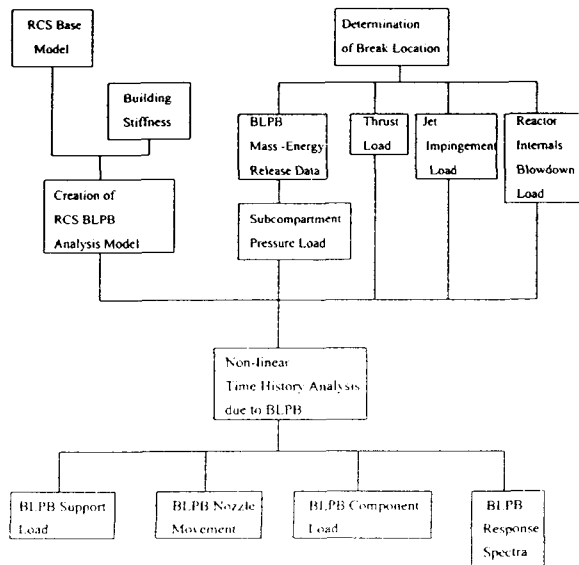 RCS Base
Model
Determination
of Break Location
Building
Stiffness
BLPB
Mass -Energy
Release Data
Thrust
Load
Jet
Impingement
Load
Reactor
Internals
Blowdown
Load
Creation of
RCS BLPB
Analysis Model
Subcompartment
Pressure Load
Non-linear
Time History Analysis
due to BLPB
BLPB Support
Load
BLPB Nozzle
Movement
BLPB Component
Load
BLPB
Response
Spectra